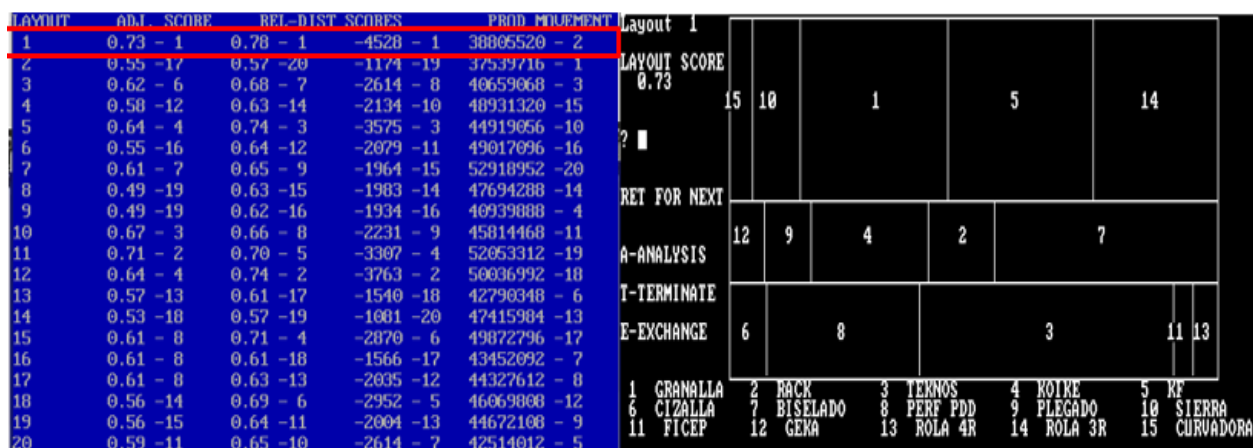 LAYOUT ADJ. SCORE REL-DIST SCORES PROD MOVEMENT
1 0.73 - 1 0.78 - 1 -4528 - 1 38805520 - 2
2 0.55 -17 0.57 -20 -1174 -19 37539716 - 1
3 0.62 - 6 0.68 - 7 -2614 - 8 40659068 - 3
4 0.58 -12 0.63 -14 -2134 -10 48931320 -15
5 0.64 - 4 0.74 - 3 -3575 - 3 44919056 -10
6 0.55 -16 0.64 -12 -2079 -11 49017096 -16
7 0.61 - 7 0.65 - 9 -1964 -15 52918952 -20
8 0.49 -19 0.63 -15 -1983 -14 47694288 -14
9 0.49 -19 0.62 -16 -1934 -16 40939888 - 4
10 0.67 - 3 0.66 - 8 -2231 - 9 45814468 -11
11 0.71 - 2 0.70 - 5 -3307 - 4 52053312 -19
12 0.64 - 4 0.74 - 2 -3763 - 2 50036992 -18
13 0.57 -13 0.61 -17 -1540 -18 42790348 - 6
14 0.53 -18 0.57 -19 -1081 -20 47415984 -13
15 0.61 - 8 0.71 - 4 -2870 - 6 49872796 -17
16 0.61 - 8 0.61 -18 -1566 -17 43452092 - 7
17 0.61 - 8 0.63 -13 -2035 -12 44327612 - 8
18 0.56 -14 0.69 - 6 -2952 - 5 46069808 -12
19 0.56 -15 0.64 -11 -2004 -13 44672108 - 9
20 0.59 -11 0.65 -10 -2614 - 7 42514012 - 5
Layout 1
LAYOUT SCORE
0.73
?
RET FOR NEXT
A-ANALYSIS
T-TERMINATE
E-EXCHANGE
15 10 1 5 14
12 9 4 2 7
6 8 3 11 13
1 GRANALLA 2 RACK 3 TEKNOS 4 KOIKE 5 KF
6 CIZALLA 7 BISELADO 8 PERF PDD 9 PLEGADO 10 SIERRA
11 FICEP 12 GEKA 13 ROLA 4R 14 ROLA 3R 15 CURVADORA